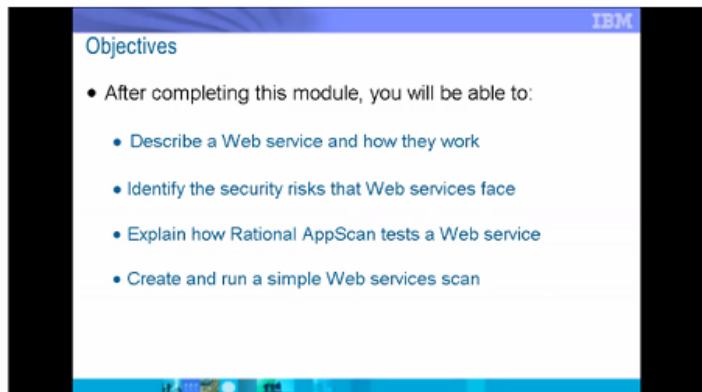 IBM
Objectives
• After completing this module, you will be able to:
• Describe a Web service and how they work
• Identify the security risks that Web services face
• Explain how Rational AppScan tests a Web service
• Create and run a simple Web services scan